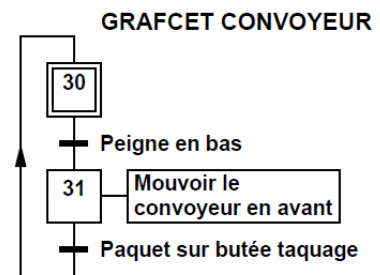 GRAFCET CONVOYEUR
30
Peigne en bas
31
Mouvoir le
convoyeur en avant
Paquet sur butée taquage